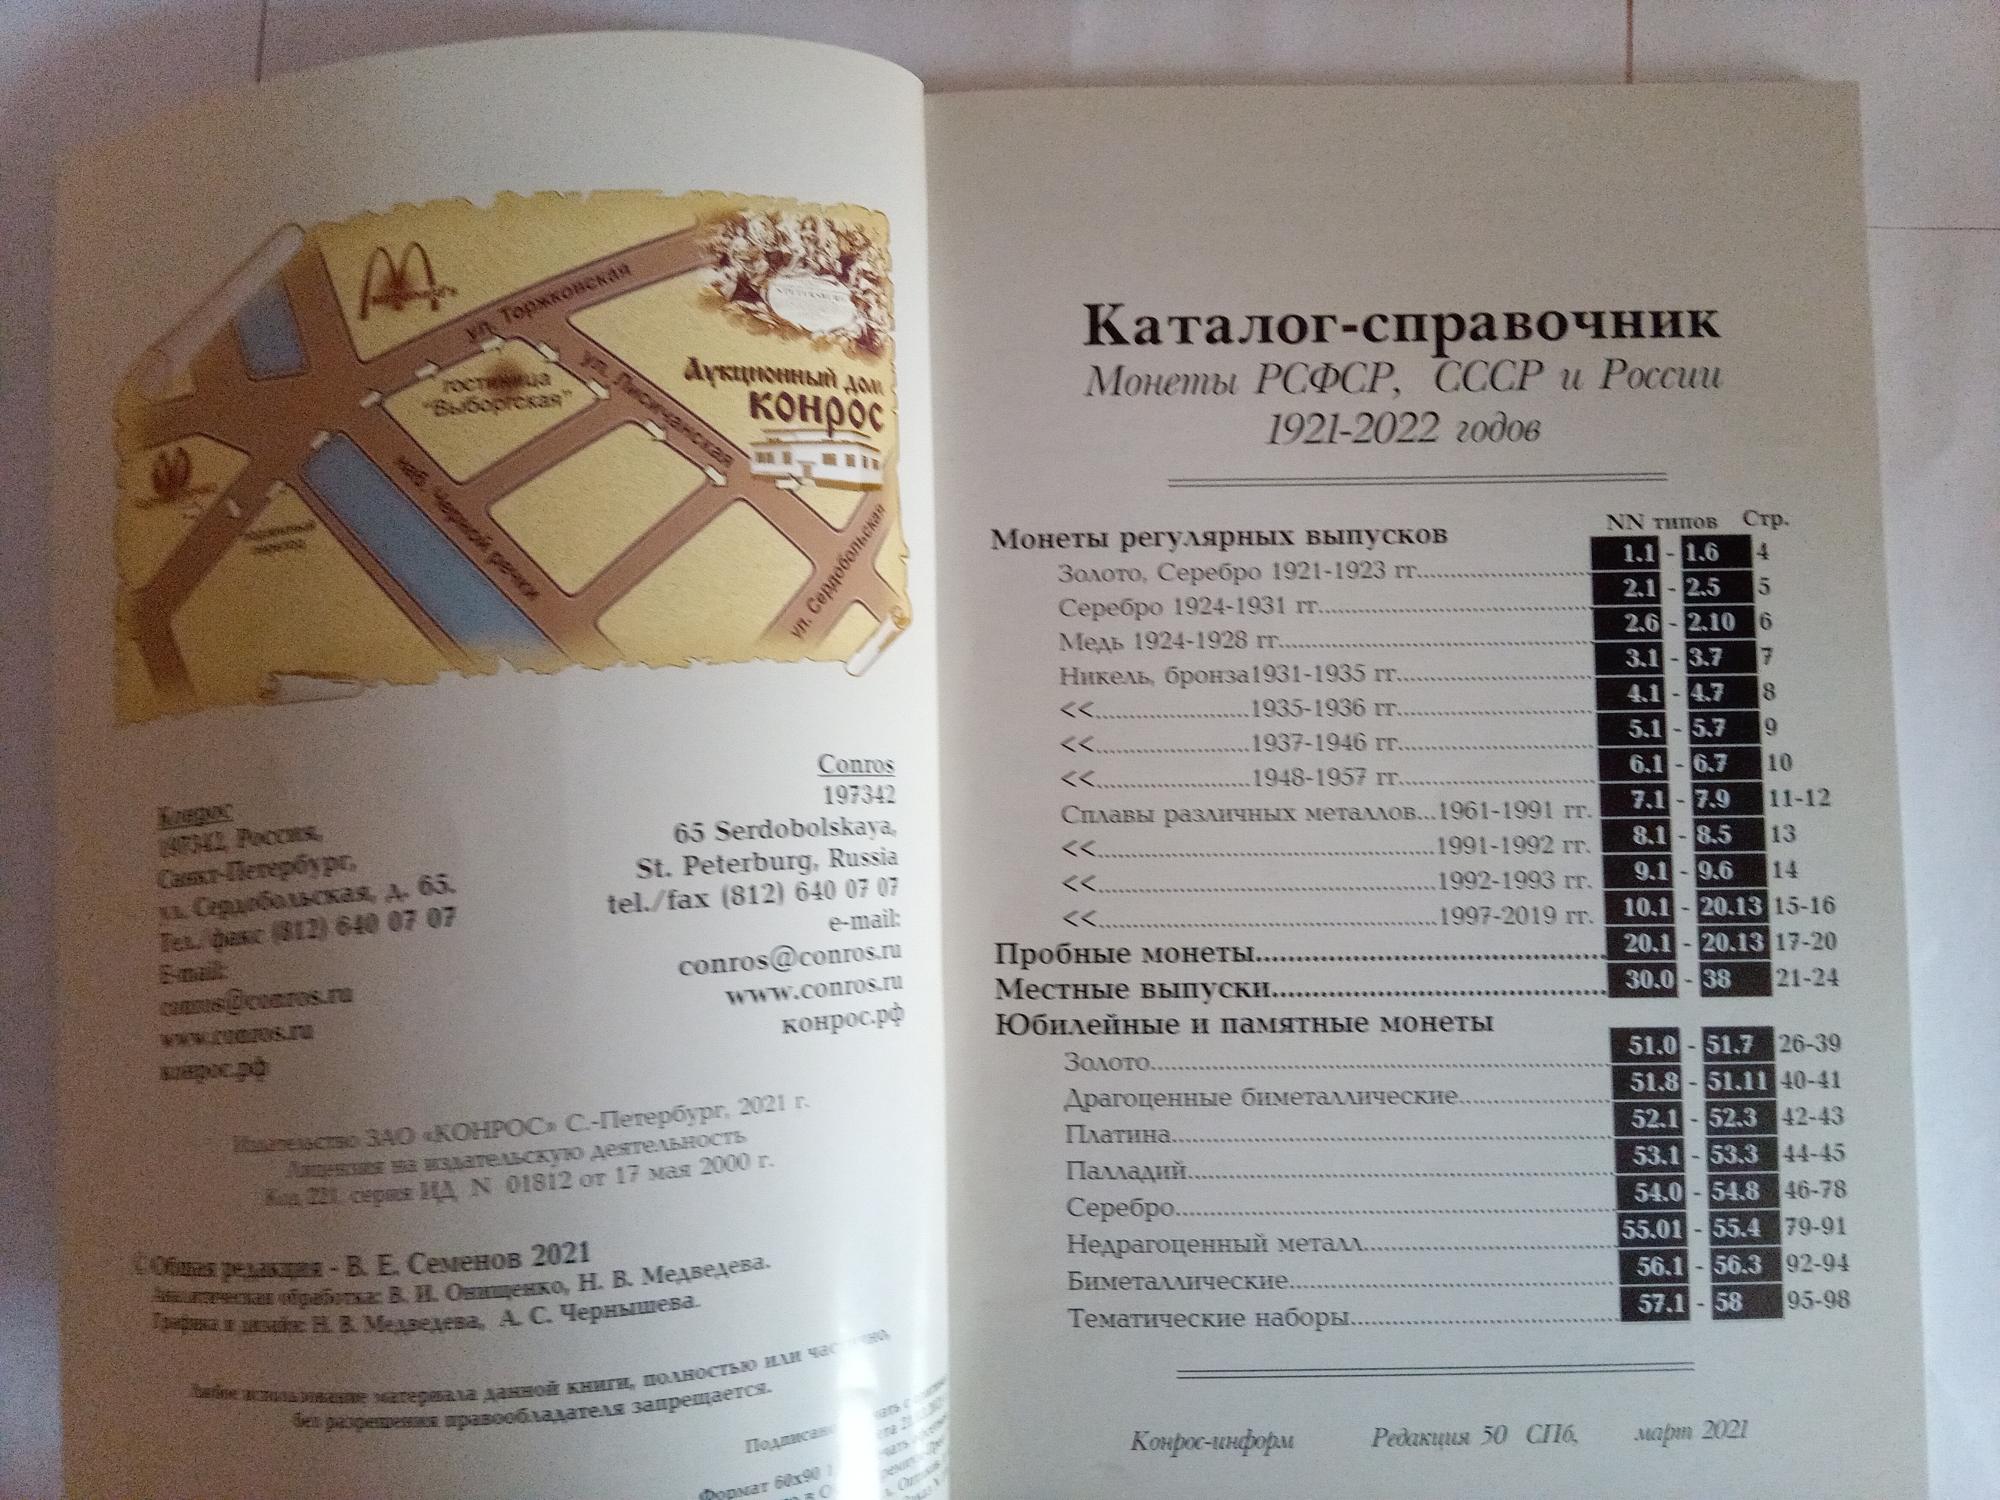 ул. Торжковская
гостиница
"Выборгская"
ул. Лисичанская
Аукционный дом
конрос
наб. Черной речки
ул. Сердобольская
Конрос
197342, Россия,
Санкт-Петербург,
ул. Сердобольская, д. 65.
Тел./факс (812) 640 07 07
E-mail:
conros@conros.ru
www.conros.ru
конрос.рф
Conros
197342
65 Serdobolskaya,
St. Peterburg, Russia
tel./fax (812) 640 07 07
e-mail:
conros@conros.ru
www.conros.ru
конрос.рф
Издательство ЗАО «КОНРОС» С.-Петербург, 2021 г.
Лицензия на издательскую деятельность
Код 221, серия ИД N 01812 от 17 мая 2000 г.
©Общая редакция - В. Е. Семенов 2021
Аналитическая обработка: В. И. Онищенко, Н. В. Медведева.
Графика и дизайн: Н. В. Медведева, А. С. Чернышева.
Любое использование материала данной книги, полностью или частично,
без разрешения правообладателя запрещается.
Формат 60x90
Каталог-справочник
Монеты РСФСР, СССР и России
1921-2022 годов
NN типов Стр.
Монеты регулярных выпусков
Золото, Серебро 1921-1923 гг. 1.1 - 1.6 4
Серебро 1924-1931 гг. 2.1 - 2.5 5
Медь 1924-1928 гг. 2.6 - 2.10 6
Никель, бронза1931-1935 гг. 3.1 - 3.7 7
<<...1935-1936 гг. 4.1 - 4.7 8
<<...1937-1946 гг. 5.1 - 5.7 9
<<...1948-1957 гг. 6.1 - 6.7 10
Сплавы различных металлов...1961-1991 гг. 7.1 - 7.9 11-12
<<...1991-1992 гг. 8.1 - 8.5 13
<<...1992-1993 гг. 9.1 - 9.6 14
<<...1997-2019 гг. 10.1 - 20.13 15-16
Пробные монеты... 20.1 - 20.13 17-20
Местные выпуски... 30.0 - 38 21-24
Юбилейные и памятные монеты
Золото... 51.0 - 51.7 26-39
Драгоценные биметаллические... 51.8 - 51.11 40-41
Платина... 52.1 - 52.3 42-43
Палладий... 53.1 - 53.3 44-45
Серебро... 54.0 - 54.8 46-78
Недрагоценный металл... 55.01 - 55.4 79-91
Биметаллические... 56.1 - 56.3 92-94
Тематические наборы... 57.1 - 58 95-98
Конрос-информ Редакция 50 СПб, март 2021